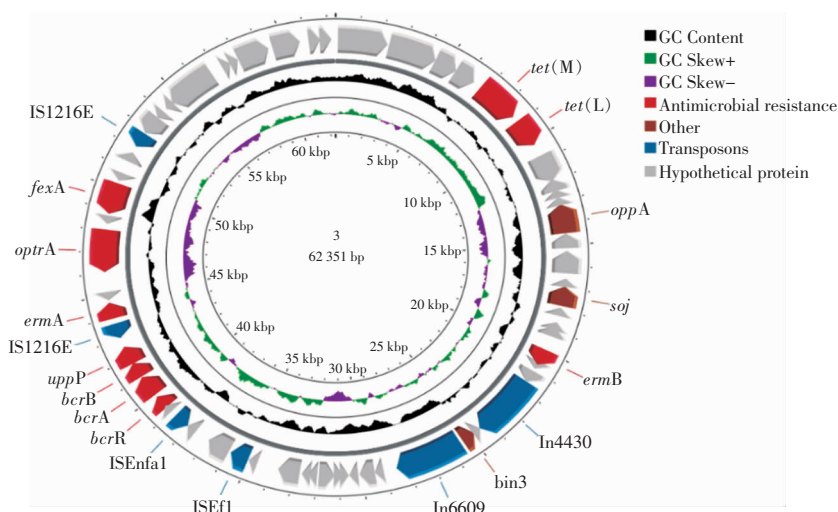 GC Content
GC Skew+
GC Skew−
Antimicrobial resistance
Other
Transposons
Hypothetical protein
tet(M)
tet(L)
oppA
soj
ermB
In4430
bin3
In6609
ISEf1
ISEnfa1
bcrR
bcrA
bcrB
uppP
IS1216E
ermA
optrA
fexA
IS1216E
60 kbp
5 kbp
55 kbp
10 kbp
50 kbp
3
15 kbp
62 351 bp
45 kbp
20 kbp
40 kbp
25 kbp
35 kbp
30 kbp